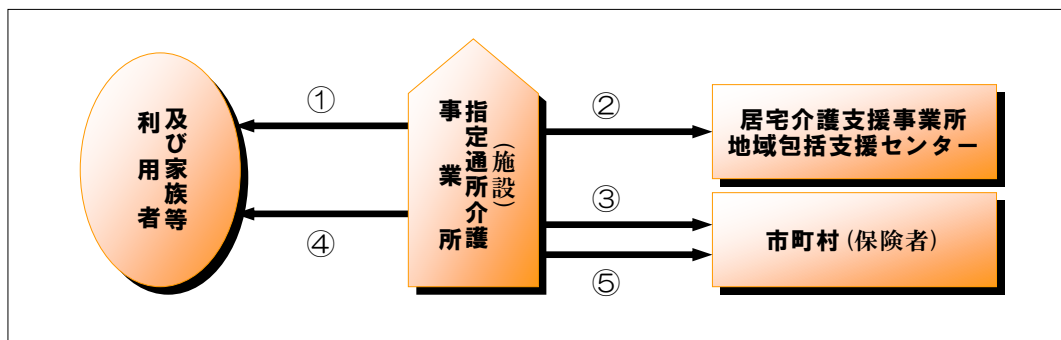 利用者
及び家族等
①
④
指定通所介護
事業所
(施設)
②
③
⑤
居宅介護支援事業所
地域包括支援センター
市町村(保険者)